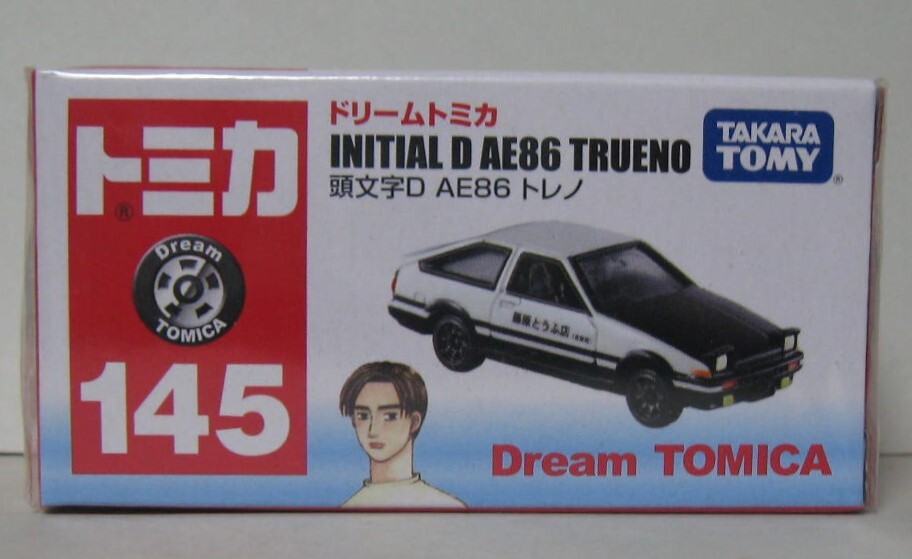 トミカ
®
Dream
TOMICA
145
ドリームトミカ
INITIAL D AE86 TRUENO
頭文字D AE86 トレノ
TAKARA
TOMY
®
藤原とうふ店
Dream TOMICA